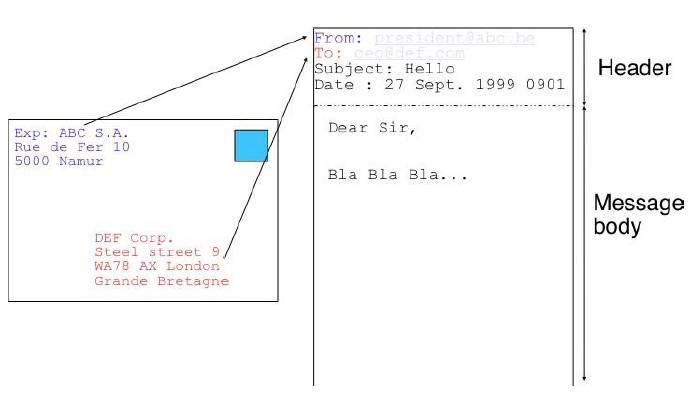 Exp: ABC S.A.
Rue de Fer 10
5000 Namur
DEF Corp.
Steel street 9
WA78 AX London
Grande Bretagne
From: president@abc.be
To: ceo@def.com
Subject: Hello
Date : 27 Sept. 1999 0901
Dear Sir,
Bla Bla Bla...
Header
Message
body